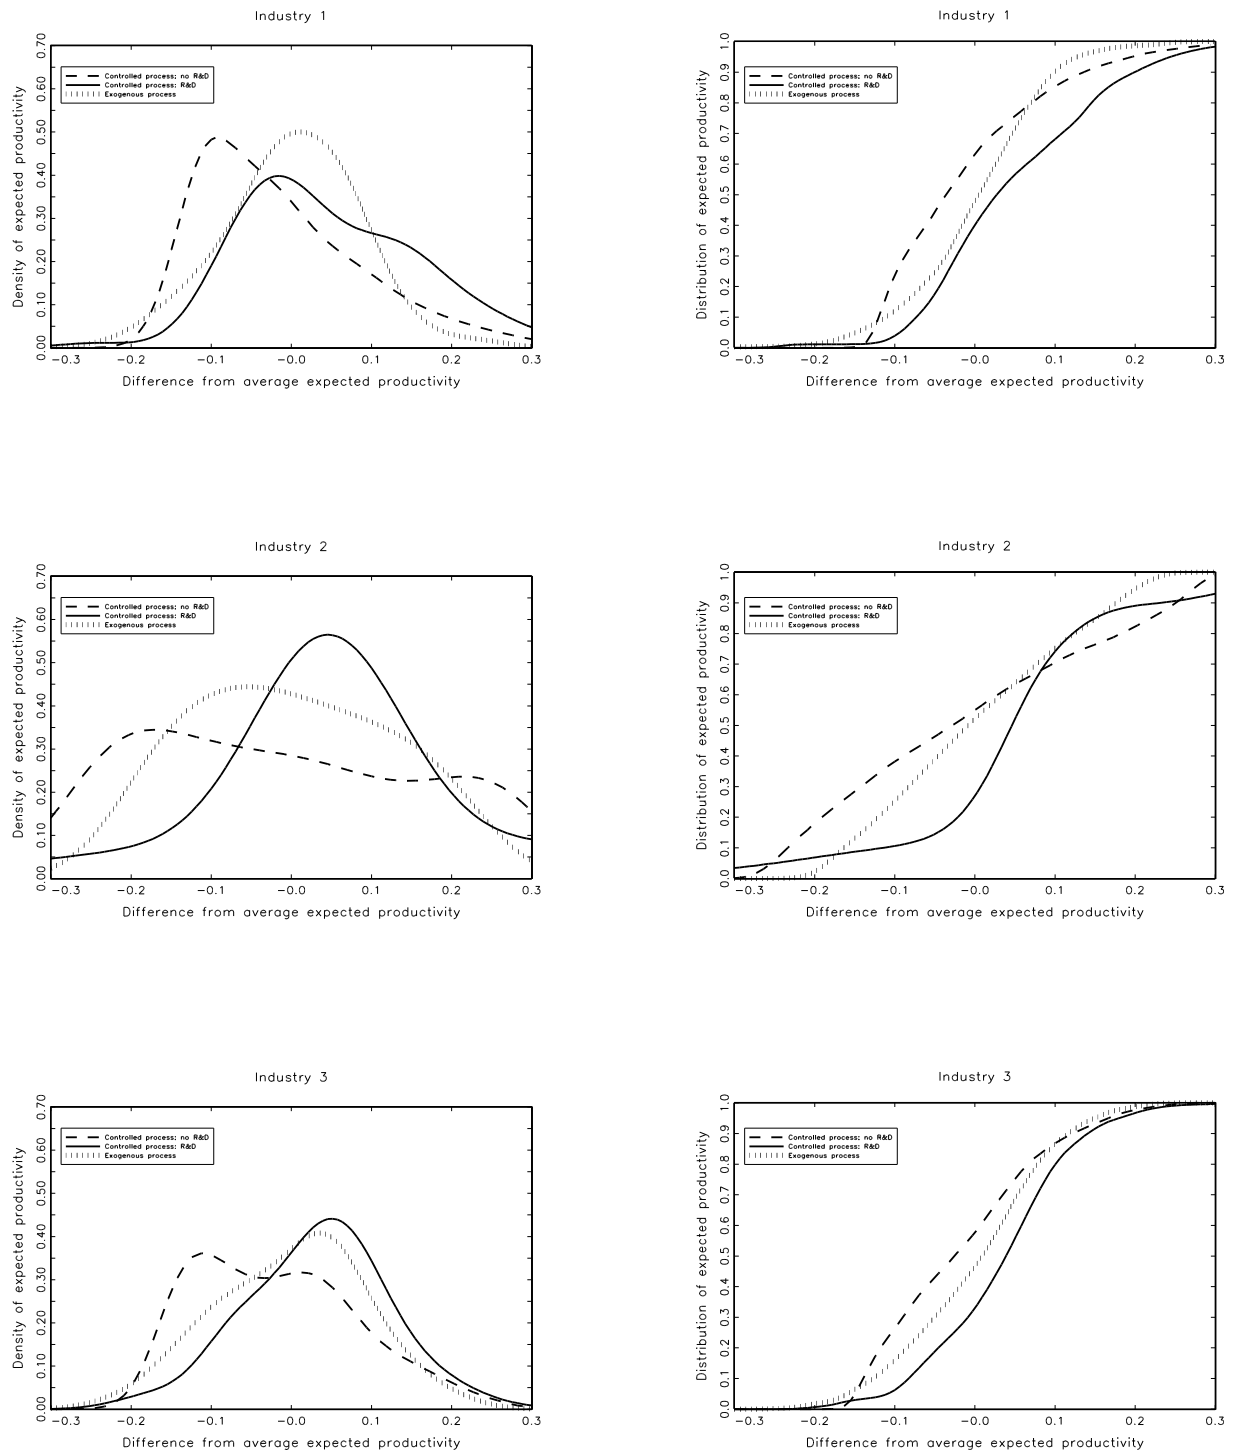 Industry 1
Density of expected productivity
0.70
0.60
0.50
0.40
0.30
0.20
0.10
0.00
Controlled process; no R&D
Controlled process; R&D
Exogenous process
−0.3 −0.2 −0.1 −0.0 0.1 0.2 0.3
Difference from average expected productivity
Industry 1
Distribution of expected productivity
1.0
0.9
0.8
0.7
0.6
0.5
0.4
0.3
0.2
0.1
0.0
Controlled process; no R&D
Controlled process; R&D
Exogenous process
−0.3 −0.2 −0.1 −0.0 0.1 0.2 0.3
Difference from average expected productivity
Industry 2
Density of expected productivity
0.70
0.60
0.50
0.40
0.30
0.20
0.10
0.00
Controlled process; no R&D
Controlled process; R&D
Exogenous process
−0.3 −0.2 −0.1 −0.0 0.1 0.2 0.3
Difference from average expected productivity
Industry 2
Distribution of expected productivity
1.0
0.9
0.8
0.7
0.6
0.5
0.4
0.3
0.2
0.1
0.0
Controlled process; no R&D
Controlled process; R&D
Exogenous process
−0.3 −0.2 −0.1 −0.0 0.1 0.2 0.3
Difference from average expected productivity
Industry 3
Density of expected productivity
0.70
0.60
0.50
0.40
0.30
0.20
0.10
0.00
Controlled process; no R&D
Controlled process; R&D
Exogenous process
−0.3 −0.2 −0.1 −0.0 0.1 0.2 0.3
Difference from average expected productivity
Industry 3
Distribution of expected productivity
1.0
0.9
0.8
0.7
0.6
0.5
0.4
0.3
0.2
0.1
0.0
Controlled process; no R&D
Controlled process; R&D
Exogenous process
−0.3 −0.2 −0.1 −0.0 0.1 0.2 0.3
Difference from average expected productivity